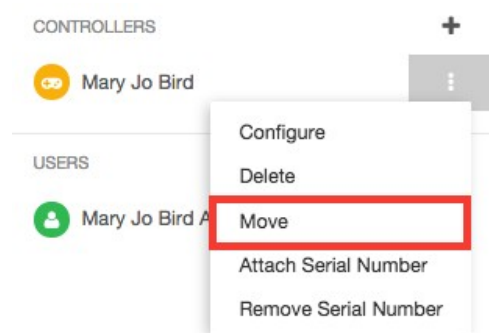 CONTROLLERS
Mary Jo Bird
Configure
USERS
Delete
Mary Jo Bird A
Move
Attach Serial Number
Remove Serial Number